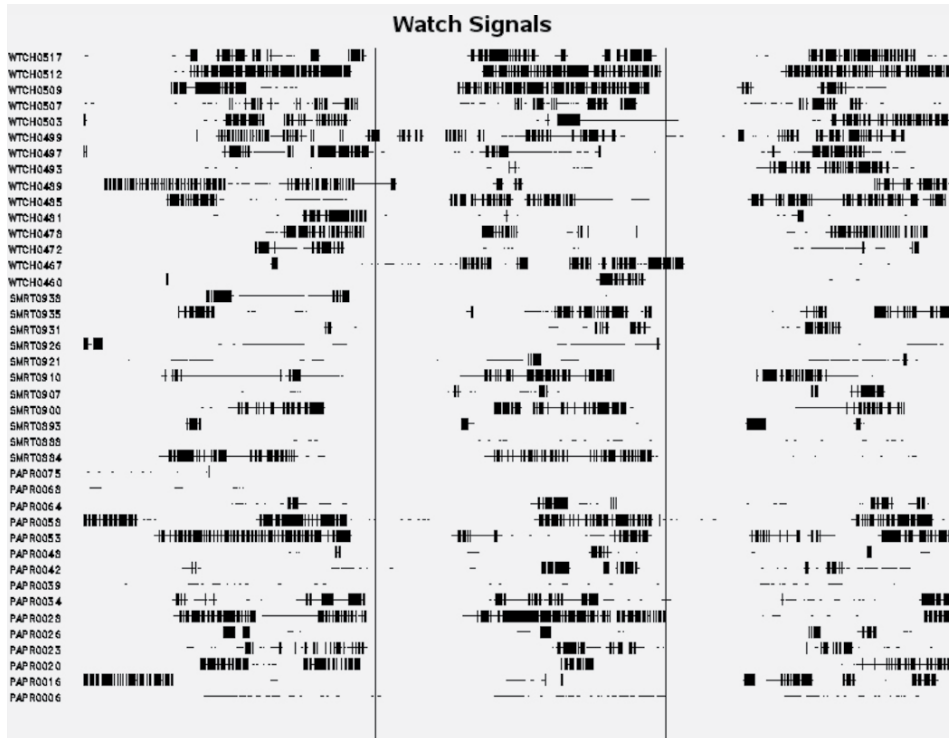 Watch Signals
WTCH0517
WTCH0512
WTCH0509
WTCH0507
WTCH0503
WTCH0499
WTCH0497
WTCH0493
WTCH0489
WTCH0485
WTCH0481
WTCH0478
WTCH0472
WTCH0467
WTCH0460
SMRT0938
SMRT0935
SMRT0931
SMRT0926
SMRT0921
SMRT0910
SMRT0907
SMRT0900
SMRT0893
SMRT0888
SMRT0884
PAPR0075
PAPR0068
PAPR0064
PAPR0058
PAPR0053
PAPR0048
PAPR0042
PAPR0039
PAPR0034
PAPR0028
PAPR0026
PAPR0023
PAPR0020
PAPR0016
PAPR0006